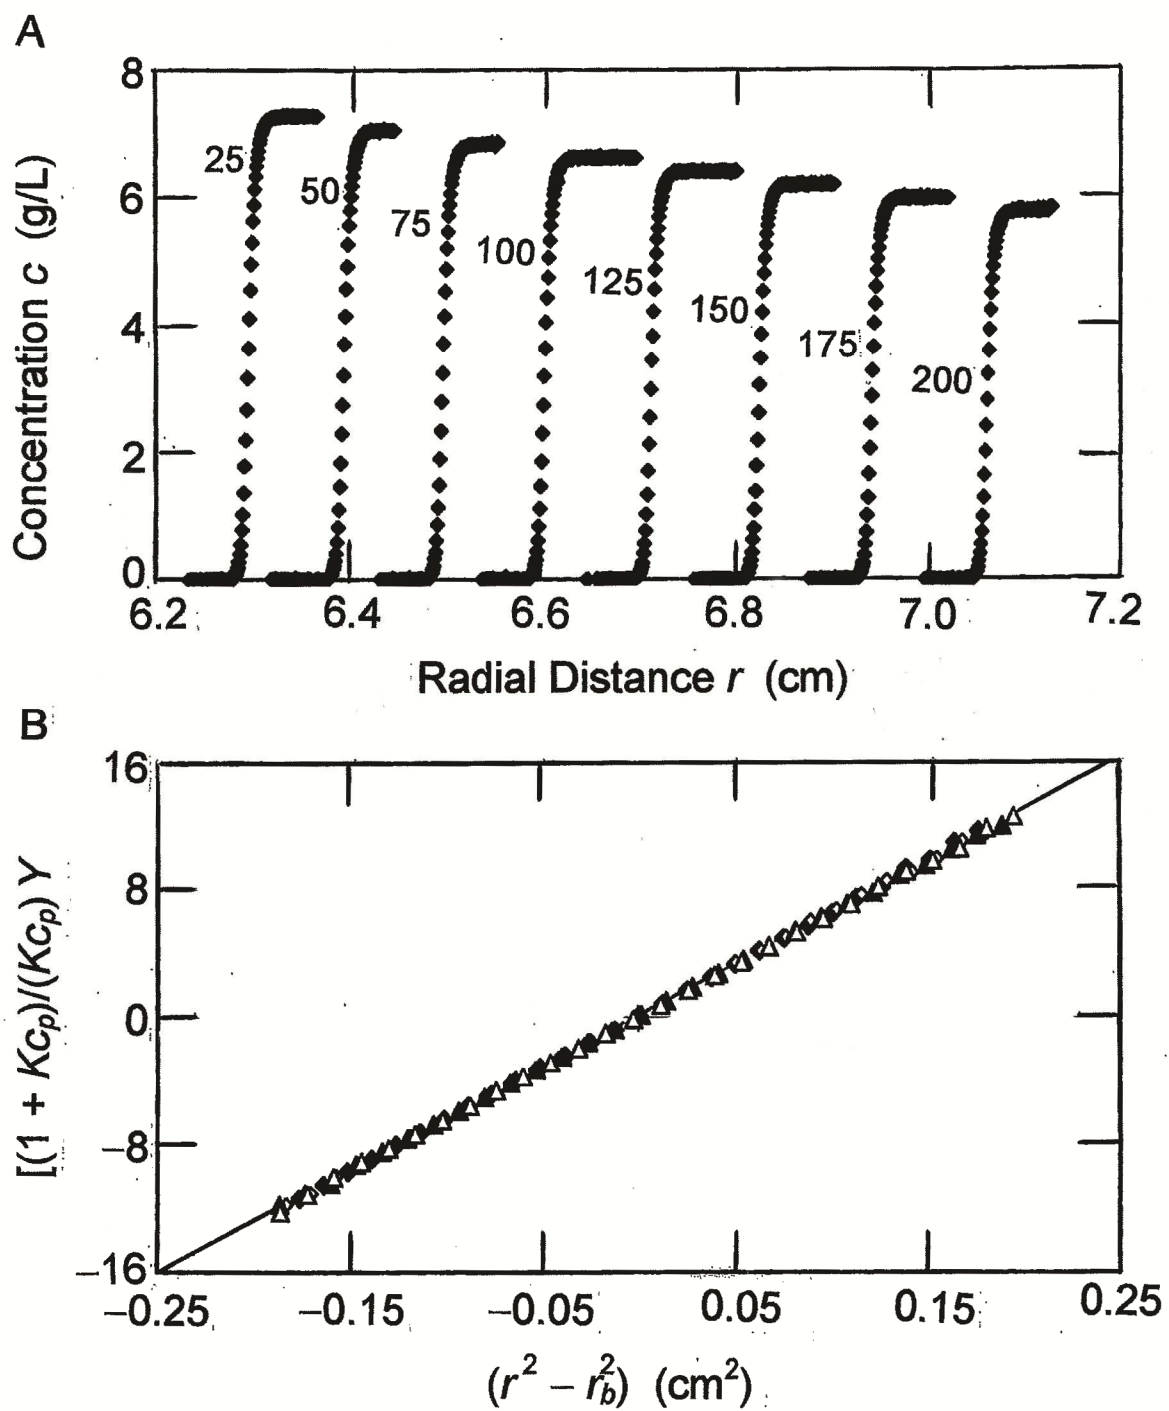 A
8
6
4
2
0
Concentration c (g/L)
25
50
75
100
125
150
175
200
6.2 6.4 6.6 6.8 7.0 7.2
Radial Distance r (cm)
B
16
8
0
−8
−16
[(1 + Kcp)/(Kcp)) Y
−0.25 −0.15 −0.05 0.05 0.15 0.25
(r² − r_b²) (cm²)